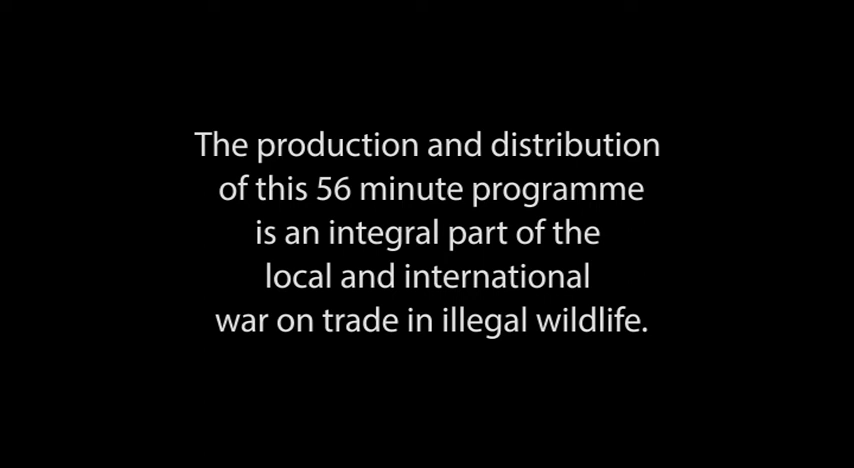 The production and distribution
of this 56 minute programme
is an integral part of the
local and international
war on trade in illegal wildlife.